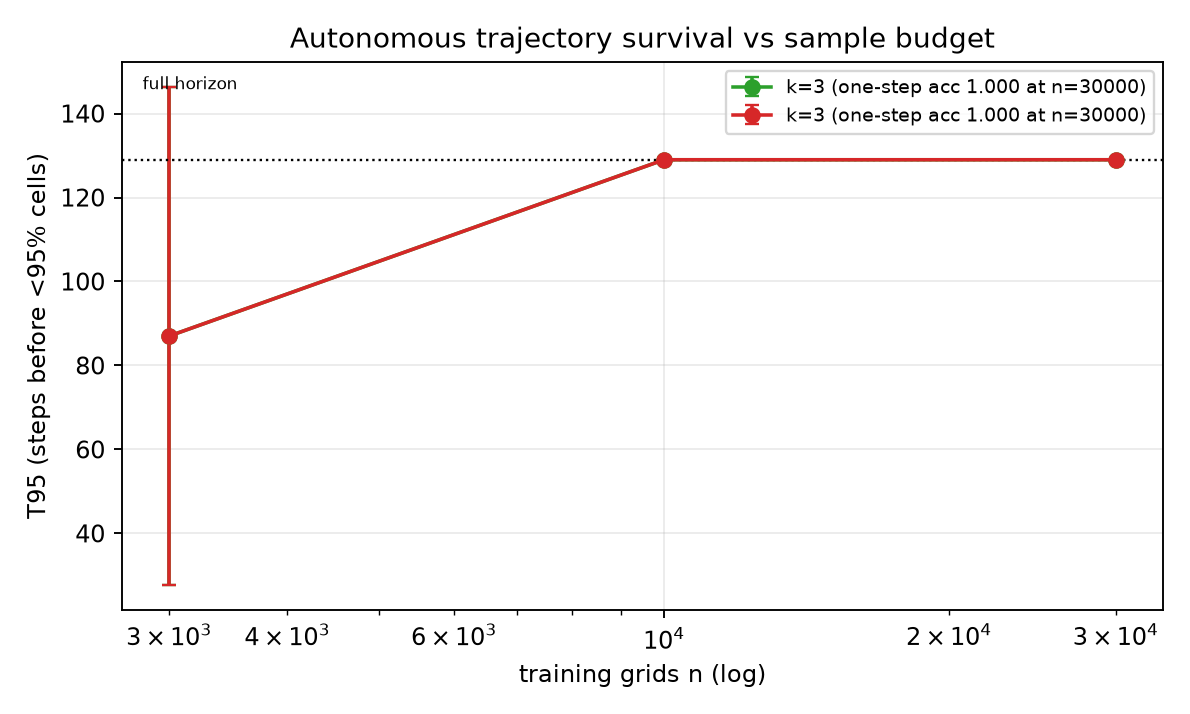 Autonomous trajectory survival vs sample budget
full horizon
k=3 (one-step acc 1.000 at n=30000)
k=3 (one-step acc 1.000 at n=30000)
T95 (steps before <95% cells)
140
120
100
80
60
40
3 × 10³
4 × 10³
6 × 10³
10⁴
2 × 10⁴
3 × 10⁴
training grids n (log)